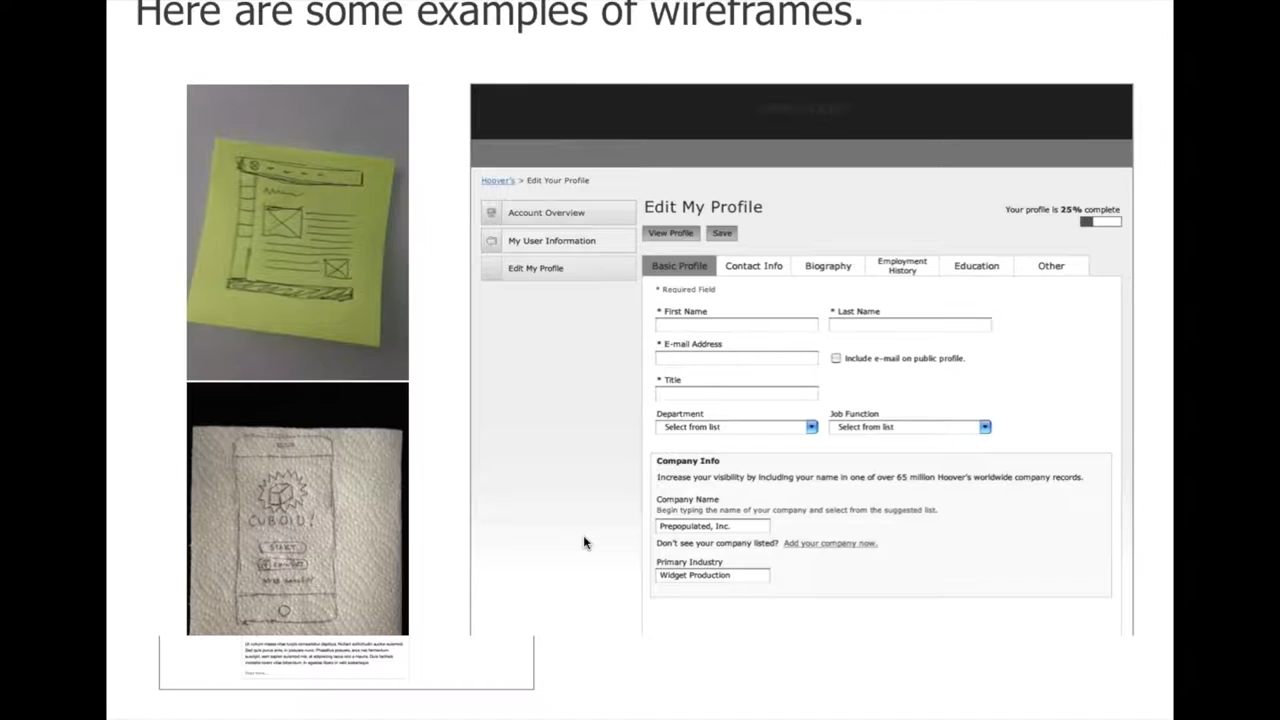 Here are some examples of wireframes.
Hoover's > Edit Your Profile
Account Overview
My User Information
Edit My Profile
Edit My Profile
Your profile is 25% complete
View Profile Save
Basic Profile Contact Info Biography Employment History Education Other
* Required Field
* First Name * Last Name
* E-mail Address
Include e-mail on public profile.
* Title
Department Job Function
Select from list Select from list
Company Info
Increase your visibility by including your name in one of over 65 million Hoover's worldwide company records.
Company Name
Begin typing the name of your company and select from the suggested list.
Prepopulated, Inc.
Don't see your company listed? Add your company now.
Primary Industry
Widget Production
CUBOID!
START